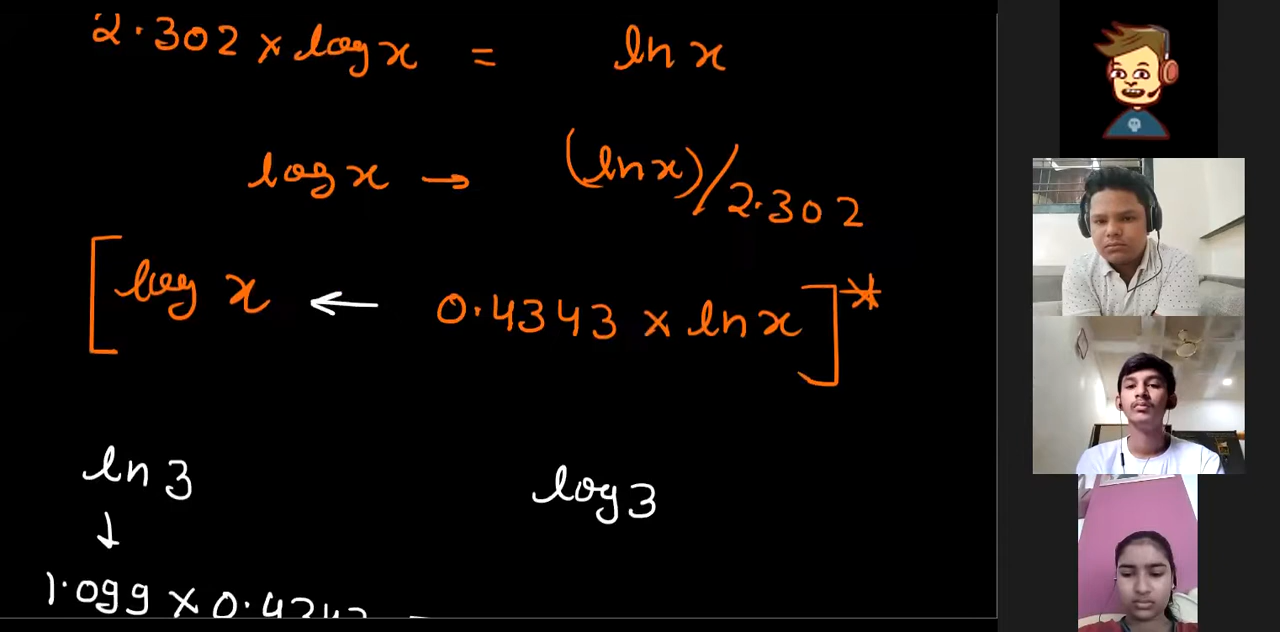 2.302 × log x = ln x
log x → (ln x)/2.302
[log x ← 0.4343 × ln x]*
ln 3 log 3
↓
1.099 × 0.4343 =